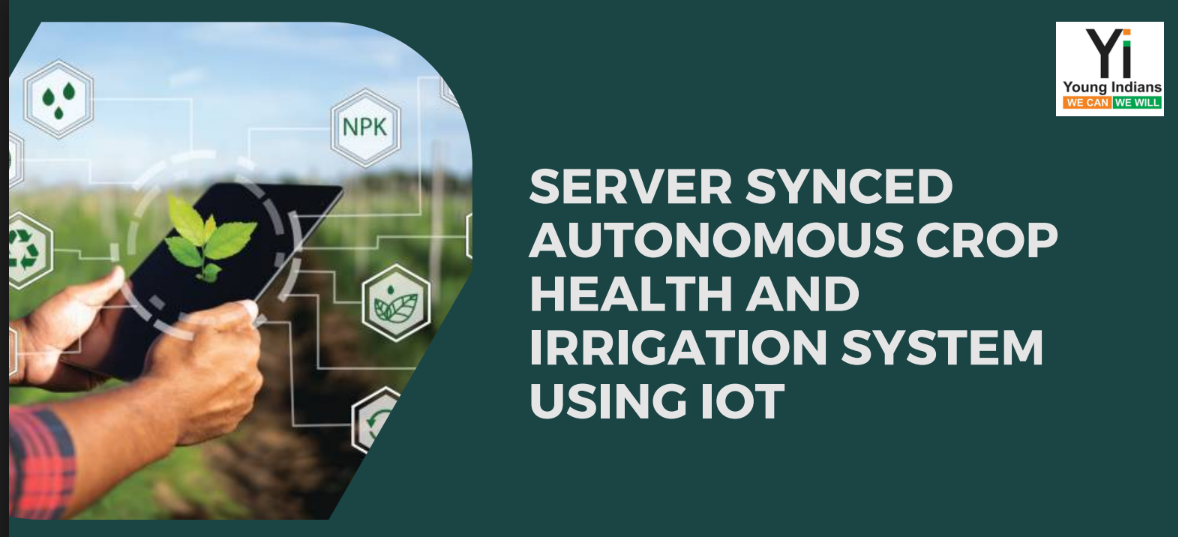 NPK
Yi
Young Indians
WE CAN WE WILL
SERVER SYNCED
AUTONOMOUS CROP
HEALTH AND
IRRIGATION SYSTEM
USING IOT